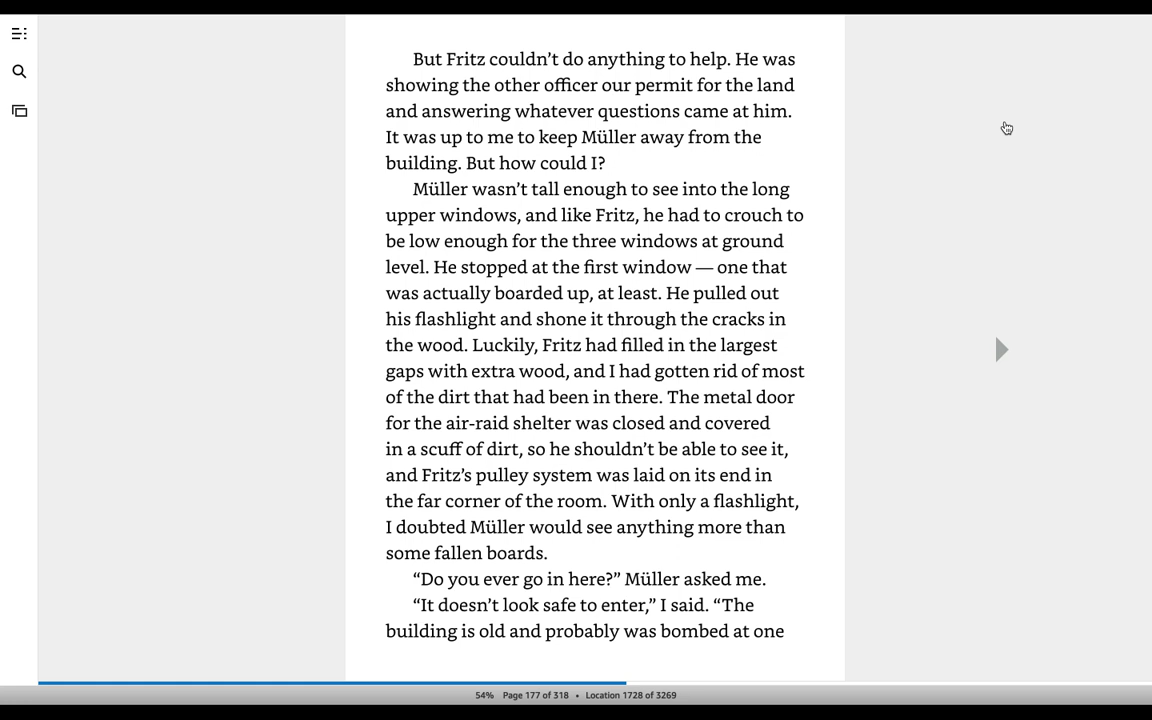 But Fritz couldn’t do anything to help. He was
showing the other officer our permit for the land
and answering whatever questions came at him.
It was up to me to keep Müller away from the
building. But how could I?
Müller wasn’t tall enough to see into the long
upper windows, and like Fritz, he had to crouch to
be low enough for the three windows at ground
level. He stopped at the first window — one that
was actually boarded up, at least. He pulled out
his flashlight and shone it through the cracks in
the wood. Luckily, Fritz had filled in the largest
gaps with extra wood, and I had gotten rid of most
of the dirt that had been in there. The metal door
for the air-raid shelter was closed and covered
in a scuff of dirt, so he shouldn’t be able to see it,
and Fritz’s pulley system was laid on its end in
the far corner of the room. With only a flashlight,
I doubted Müller would see anything more than
some fallen boards.
“Do you ever go in here?” Müller asked me.
“It doesn’t look safe to enter,” I said. “The
building is old and probably was bombed at one
54% Page 177 of 318 • Location 1728 of 3269